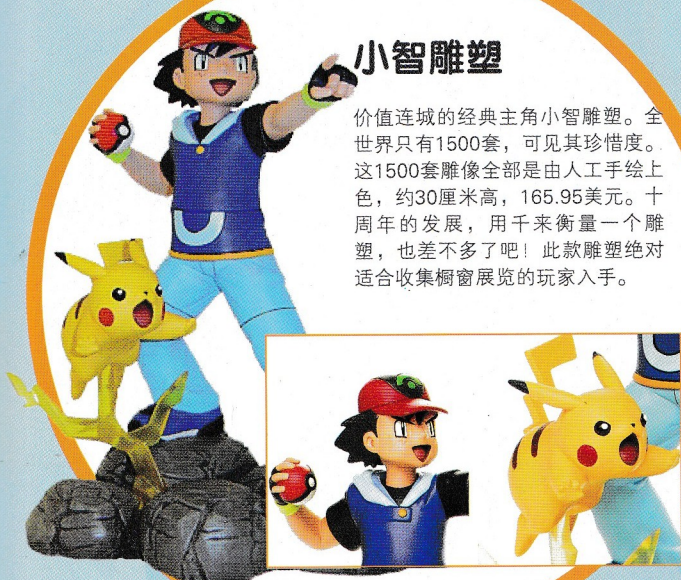 小智雕塑
价值连城的经典主角小智雕塑。全
世界只有1500套，可见其珍惜度。
这1500套雕像全部是由人工手绘上
色，约30厘米高，165.95美元。十
周年的发展，用千来衡量一个雕
塑，也差不多了吧！此款雕塑绝对
适合收集橱窗展览的玩家入手。